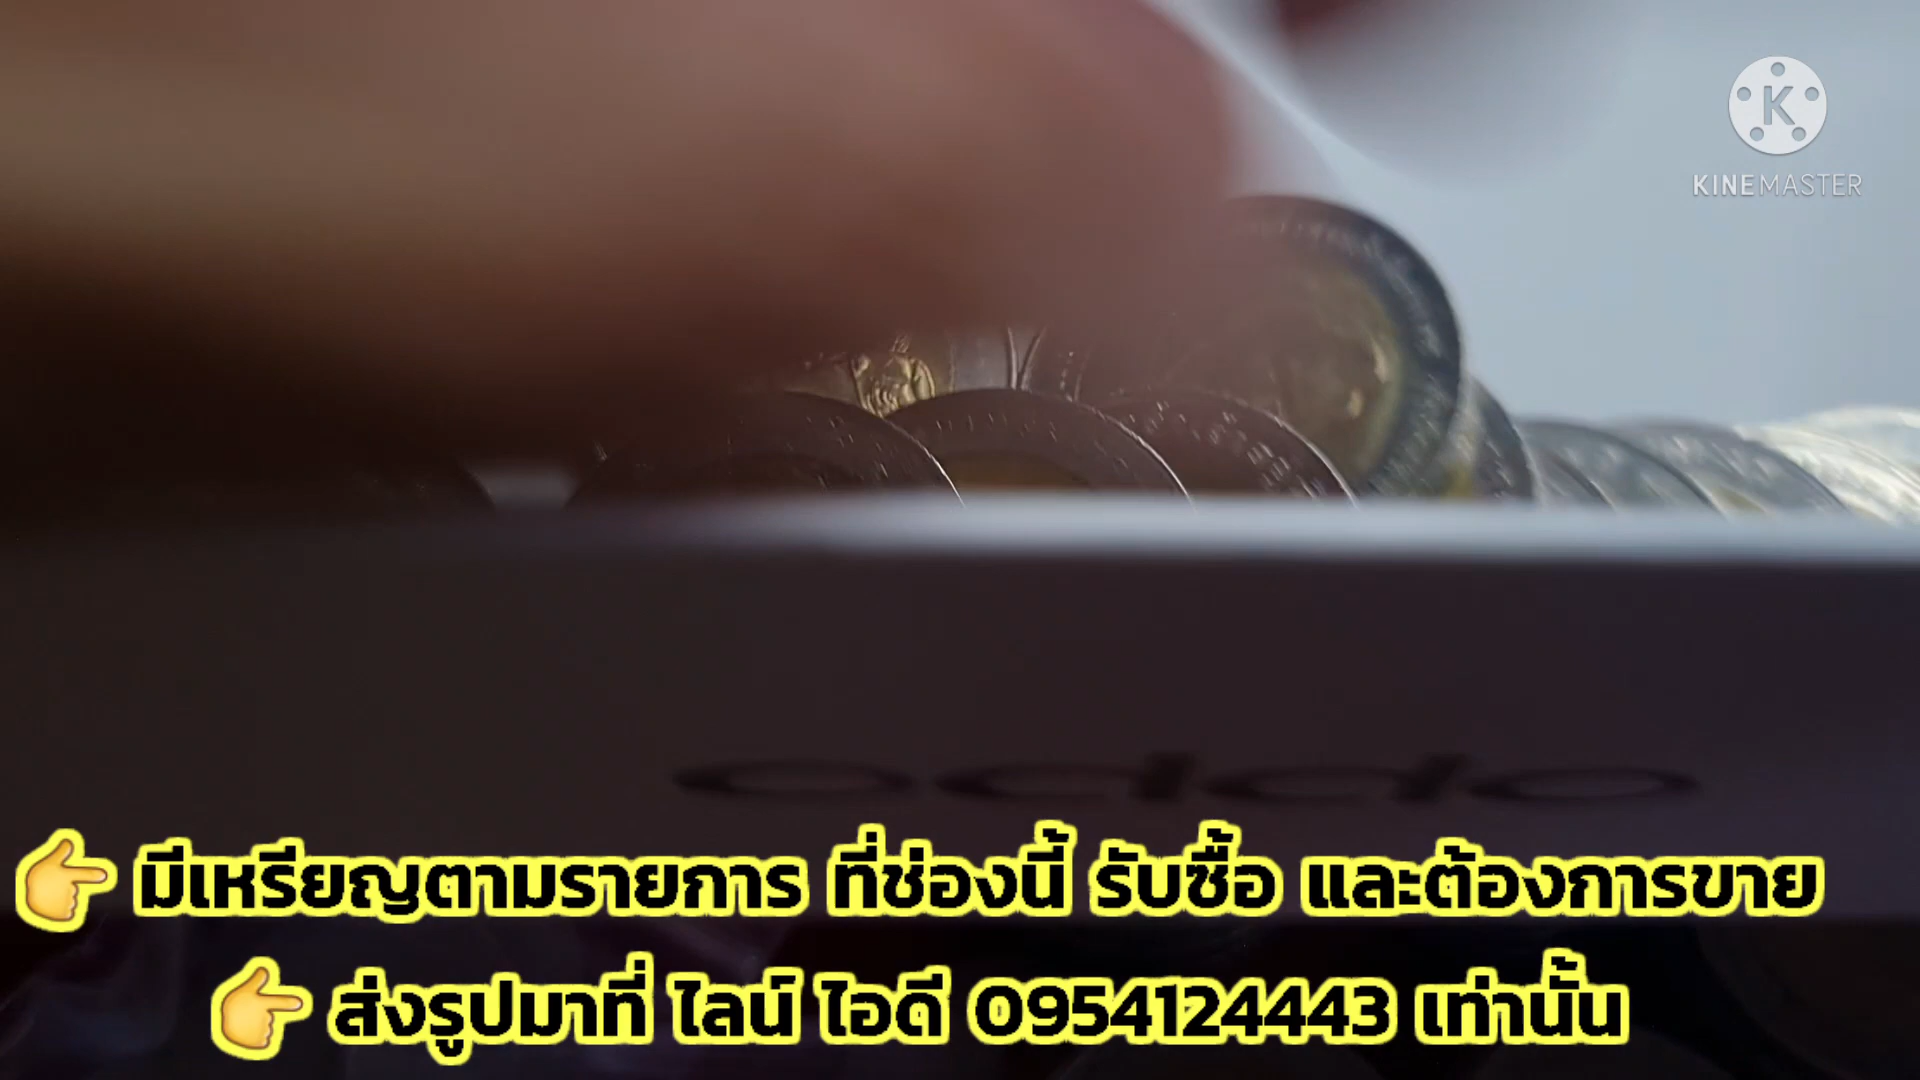 KINEMASTER
oppo
👉 มีเหรียญตามรายการ ที่ช่องนี้ รับซื้อ และต้องการขาย
👉 ส่งรูปมาที่ ไลน์ ไอดี 0954124443 เท่านั้น